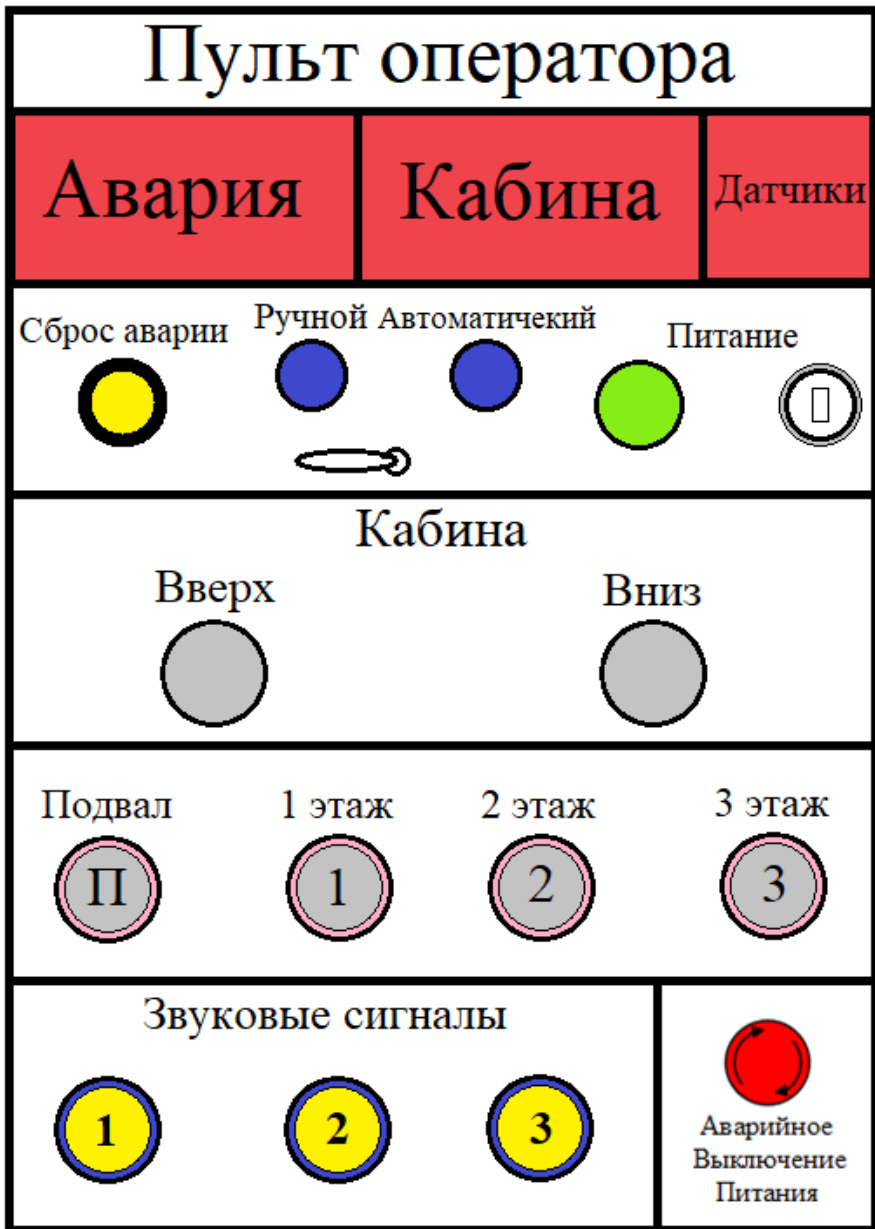 Пульт оператора
Авария
Кабина
Датчики
Сброс аварии
Ручной
Автоматичекий
Питание
Кабина
Вверх
Вниз
Подвал
1 этаж
2 этаж
3 этаж
П
1
2
3
Звуковые сигналы
1
2
3
Аварийное
Выключение
Питания